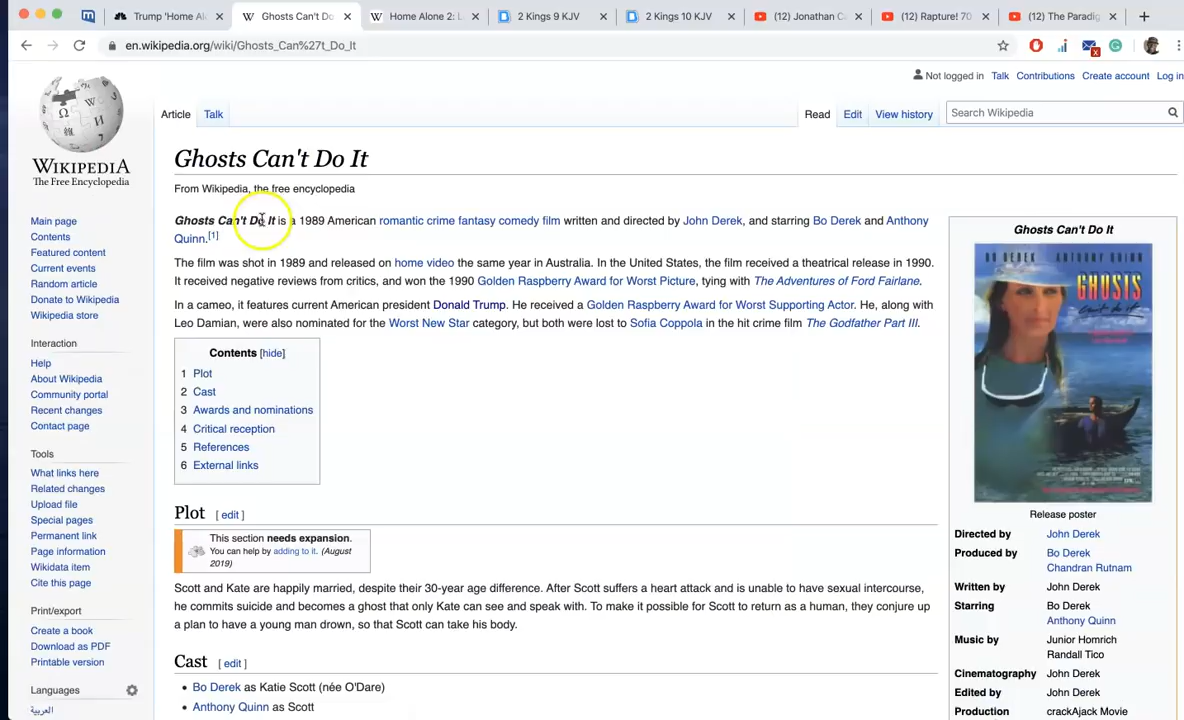 Trump 'Home Al
Ghosts Can't Do
Home Alone 2: L
2 Kings 9 KJV
2 Kings 10 KJV
(12) Jonathan C
(12) Rapture! 70
(12) The Paradig
en.wikipedia.org/wiki/Ghosts_Can%27t_Do_It
Not logged in Talk Contributions Create account Log in
Article Talk Read Edit View history Search Wikipedia
WIKIPEDIA
The Free Encyclopedia
Main page
Contents
Featured content
Current events
Random article
Donate to Wikipedia
Wikipedia store
Interaction
Help
About Wikipedia
Community portal
Recent changes
Contact page
Tools
What links here
Related changes
Upload file
Special pages
Permanent link
Page information
Wikidata item
Cite this page
Print/export
Create a book
Download as PDF
Printable version
Languages
العربية
Ghosts Can't Do It
From Wikipedia, the free encyclopedia
Ghosts Can't Do It is a 1989 American romantic crime fantasy comedy film written and directed by John Derek, and starring Bo Derek and Anthony
Quinn.[1]
The film was shot in 1989 and released on home video the same year in Australia. In the United States, the film received a theatrical release in 1990.
It received negative reviews from critics, and won the 1990 Golden Raspberry Award for Worst Picture, tying with The Adventures of Ford Fairlane.
In a cameo, it features current American president Donald Trump. He received a Golden Raspberry Award for Worst Supporting Actor. He, along with
Leo Damian, were also nominated for the Worst New Star category, but both were lost to Sofia Coppola in the hit crime film The Godfather Part III.
Contents [hide]
1 Plot
2 Cast
3 Awards and nominations
4 Critical reception
5 References
6 External links
Plot [ edit ]
This section needs expansion.
You can help by adding to it. (August
2019)
Scott and Kate are happily married, despite their 30-year age difference. After Scott suffers a heart attack and is unable to have sexual intercourse,
he commits suicide and becomes a ghost that only Kate can see and speak with. To make it possible for Scott to return as a human, they conjure up
a plan to have a young man drown, so that Scott can take his body.
Cast [ edit ]
• Bo Derek as Katie Scott (née O'Dare)
• Anthony Quinn as Scott
Ghosts Can't Do It
BO DEREK ANTHONY QUINN
GHOSTS
can't do it
Release poster
Directed by John Derek
Produced by Bo Derek
Chandran Rutnam
Written by John Derek
Starring Bo Derek
Anthony Quinn
Music by Junior Homrich
Randall Tico
Cinematography John Derek
Edited by John Derek
Production crackAjack Movie